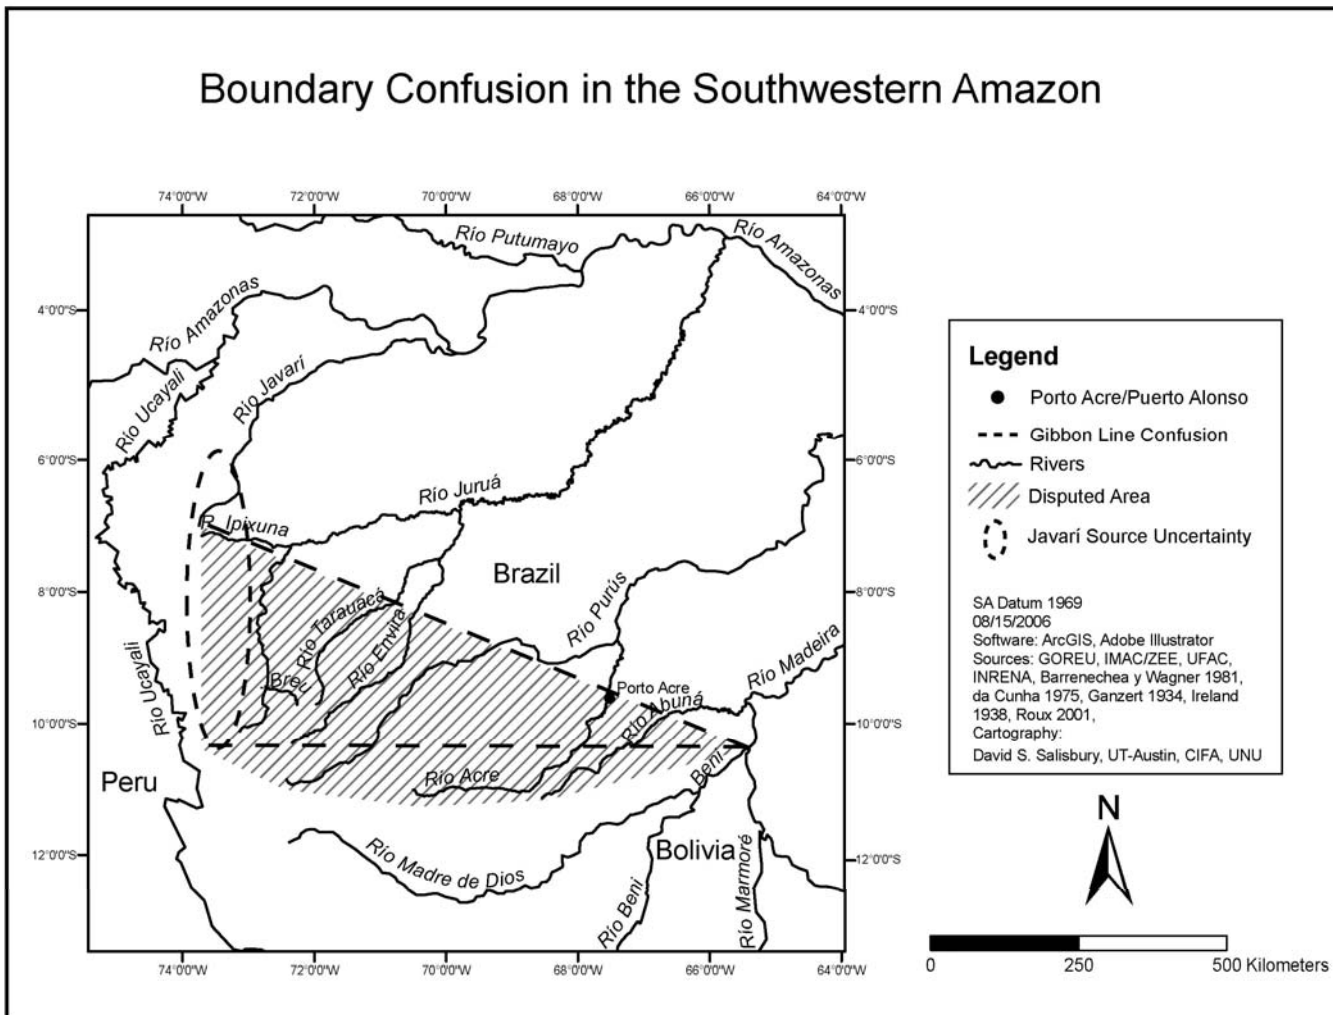 Boundary Confusion in the Southwestern Amazon
74°0'0"W 72°0'0"W 70°0'0"W 68°0'0"W 66°0'0"W 64°0'0"W
Río Putumayo
Río Amazonas
Río Amazonas
4°0'0"S 4°0'0"S
Río Ucayali
Río Javarí
6°0'0"S 6°0'0"S
Río Juruá
R. Ipixuna
Brazil
8°0'0"S 8°0'0"S
Río Tarauacá
Río Envira
Río Purús
Breu
Río Ucayali
Porto Acre
Río Abuná
Río Madeira
10°0'0"S 10°0'0"S
Peru
Río Acre
Beni
12°0'0"S 12°0'0"S
Río Madre de Dios
Bolivia
Río Beni
Río Marmoré
74°0'0"W 72°0'0"W 70°0'0"W 68°0'0"W 66°0'0"W 64°0'0"W
Legend
Porto Acre/Puerto Alonso
Gibbon Line Confusion
Rivers
Disputed Area
Javarí Source Uncertainty
SA Datum 1969
08/15/2006
Software: ArcGIS, Adobe Illustrator
Sources: GOREU, IMAC/ZEE, UFAC,
INRENA, Barrenechea y Wagner 1981,
da Cunha 1975, Ganzert 1934, Ireland
1938, Roux 2001,
Cartography:
David S. Salisbury, UT-Austin, CIFA, UNU
N
0 250 500 Kilometers